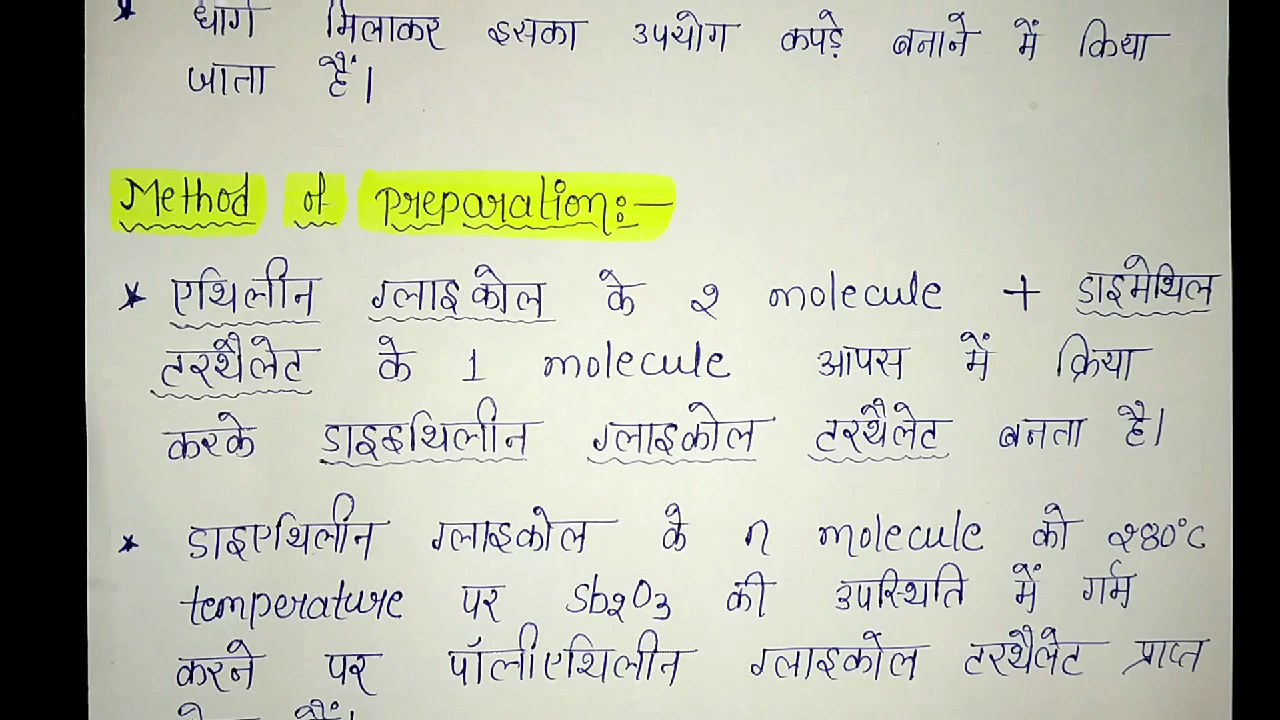 * धागे मिलाकर इसका उपयोग कपड़े बनाने में किया
जाता हैं।
Method of Preparation:—
* एथिलीन ग्लाइकोल के 2 molecule + डाइमेथिल
टरथैलेट के 1 molecule आपस में क्रिया
करके डाइइथिलीन ग्लाइकोल टरथैलेट बनता है।
* डाइएथिलीन ग्लाइकोल के n molecule को 280°C
temperature पर Sb2O3 की उपस्थिति में गर्म
करने पर पॉलीएथिलीन ग्लाइकोल टरथैलेट प्राप्त